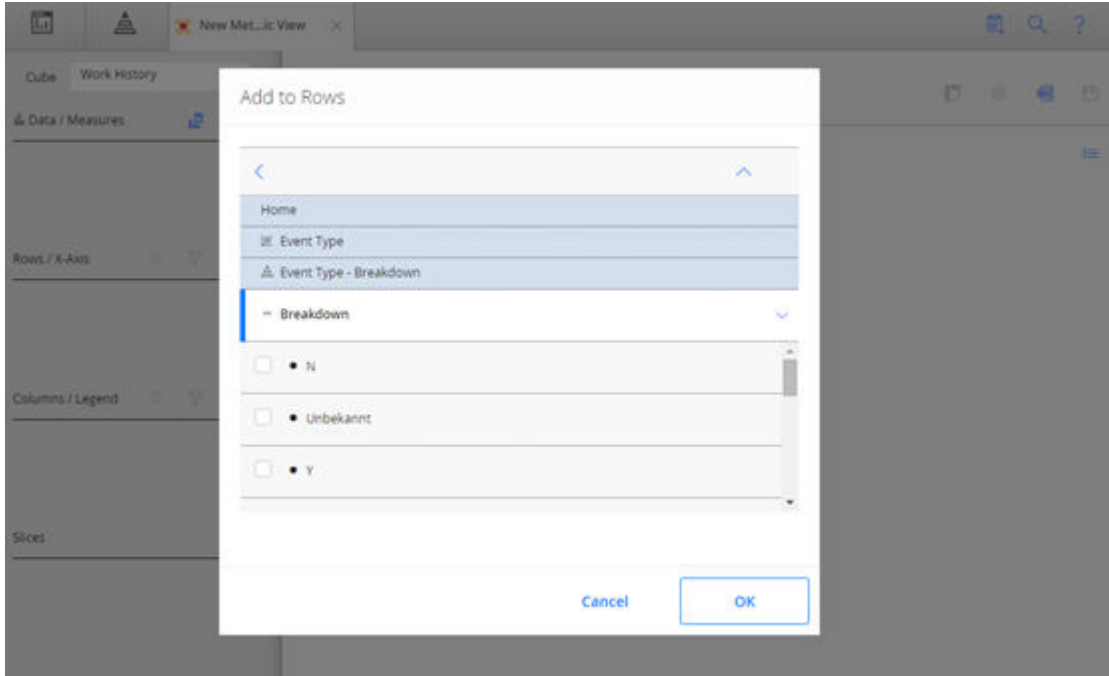 New Met...ic View
Cube Work History
Data / Measures
Rows / X-Axis
Columns / Legend
Slices
Add to Rows
Home
Event Type
Event Type - Breakdown
Breakdown
N
Unbekannt
Y
Cancel OK